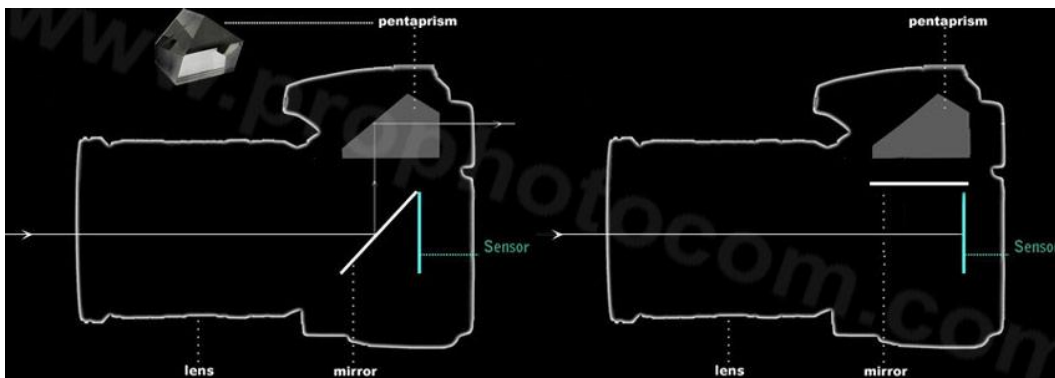 pentaprism
pentaprism
Sensor
Sensor
lens
mirror
lens
mirror
www.prophotocom.com